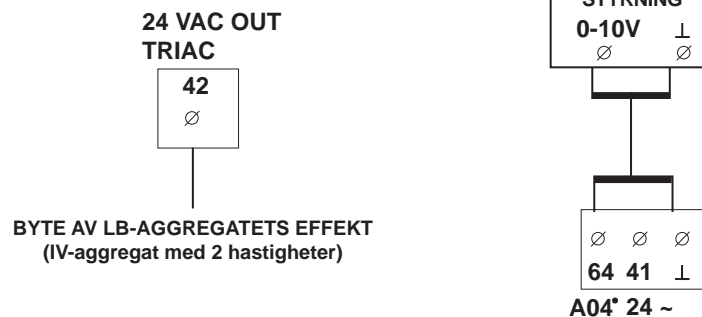 24 VAC OUT
TRIAC
42
BYTE AV LB-AGGREGATETS EFFEKT
(IV-aggregat med 2 hastigheter)
STYRNING
0-10V ⊥
64 41 ⊥
A04• 24 ~